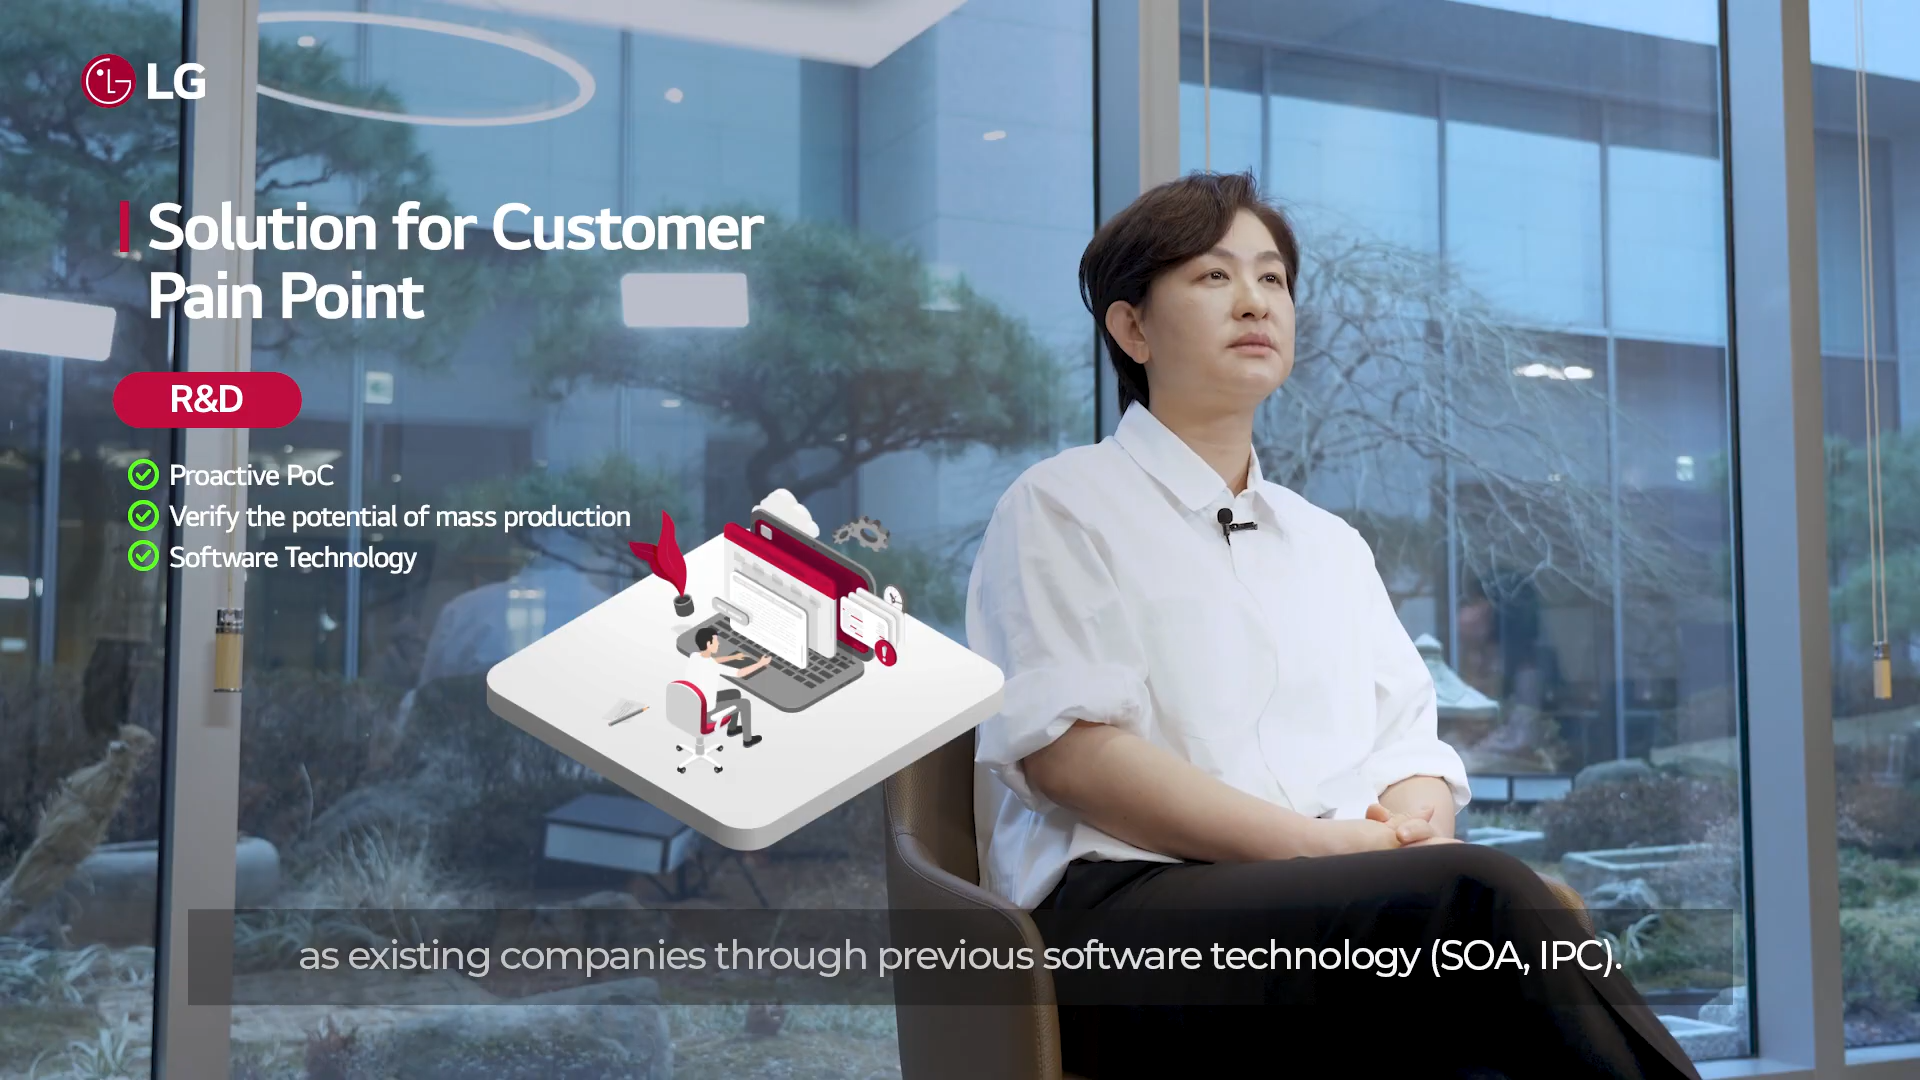 LG
Solution for Customer
Pain Point
R&D
Proactive PoC
Verify the potential of mass production
Software Technology
as existing companies through previous software technology (SOA, IPC).